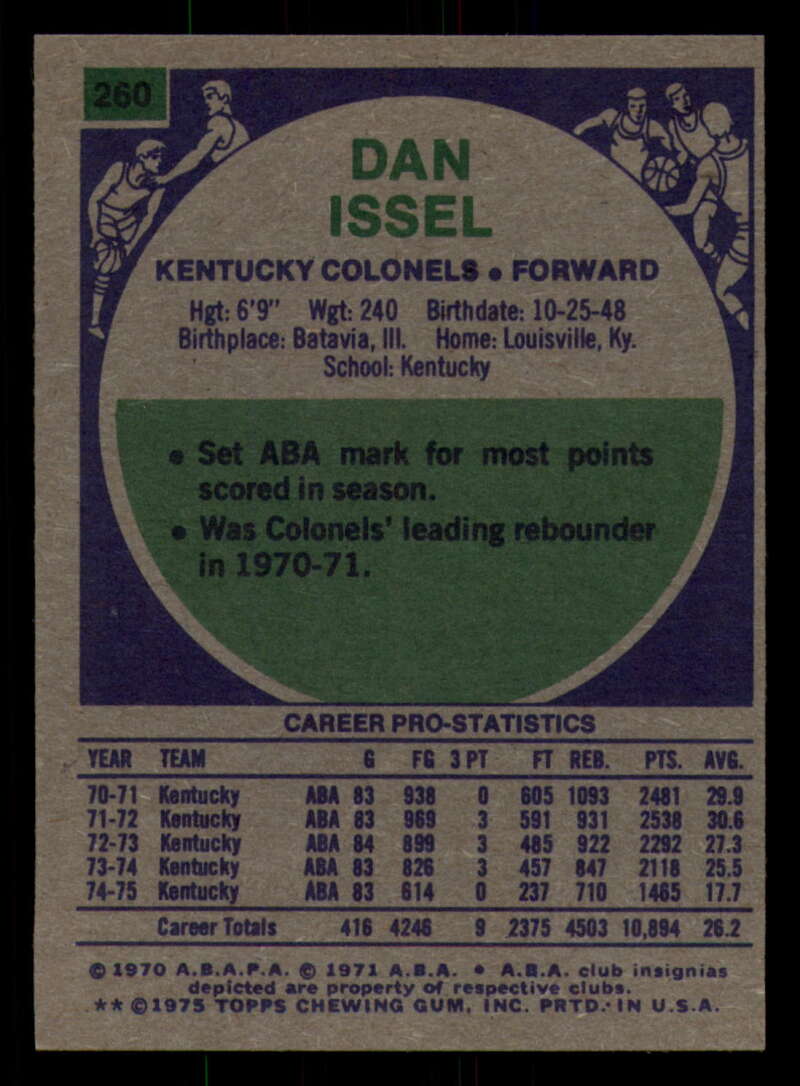 260
DAN
ISSEL
KENTUCKY COLONELS • FORWARD
Hgt: 6'9" Wgt: 240 Birthdate: 10-25-48
Birthplace: Batavia, Ill. Home: Louisville, Ky.
School: Kentucky
• Set ABA mark for most points
scored in season.
• Was Colonels' leading rebounder
in 1970-71.
CAREER PRO-STATISTICS
YEAR TEAM G FG 3 PT FT REB. PTS. AVG.
70-71 Kentucky ABA 83 938 0 605 1093 2481 29.9
71-72 Kentucky ABA 83 969 3 591 931 2538 30.6
72-73 Kentucky ABA 84 899 3 485 922 2292 27.3
73-74 Kentucky ABA 83 826 3 457 847 2118 25.5
74-75 Kentucky ABA 83 614 0 237 710 1465 17.7
Career Totals 416 4246 9 2375 4503 10,894 26.2
© 1970 A.B.A.P.A. © 1971 A.B.A. • A.B.A. club insignias
depicted are property of respective clubs.
** © 1975 TOPPS CHEWING GUM, INC. PRTD. IN U.S.A.